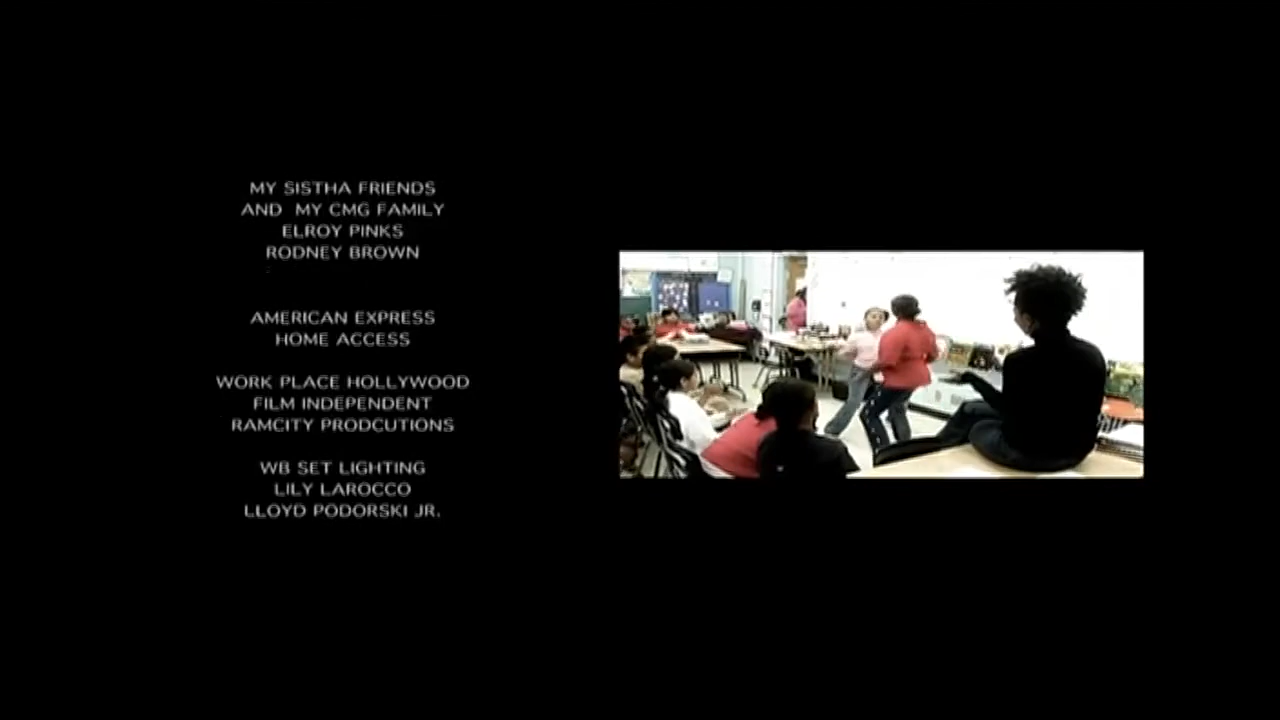 MY SISTHA FRIENDS
AND MY CMG FAMILY
ELROY PINKS
RODNEY BROWN
AMERICAN EXPRESS
HOME ACCESS
WORK PLACE HOLLYWOOD
FILM INDEPENDENT
RAMCITY PRODCUTIONS
WB SET LIGHTING
LILY LAROCCO
LLOYD PODORSKI JR.